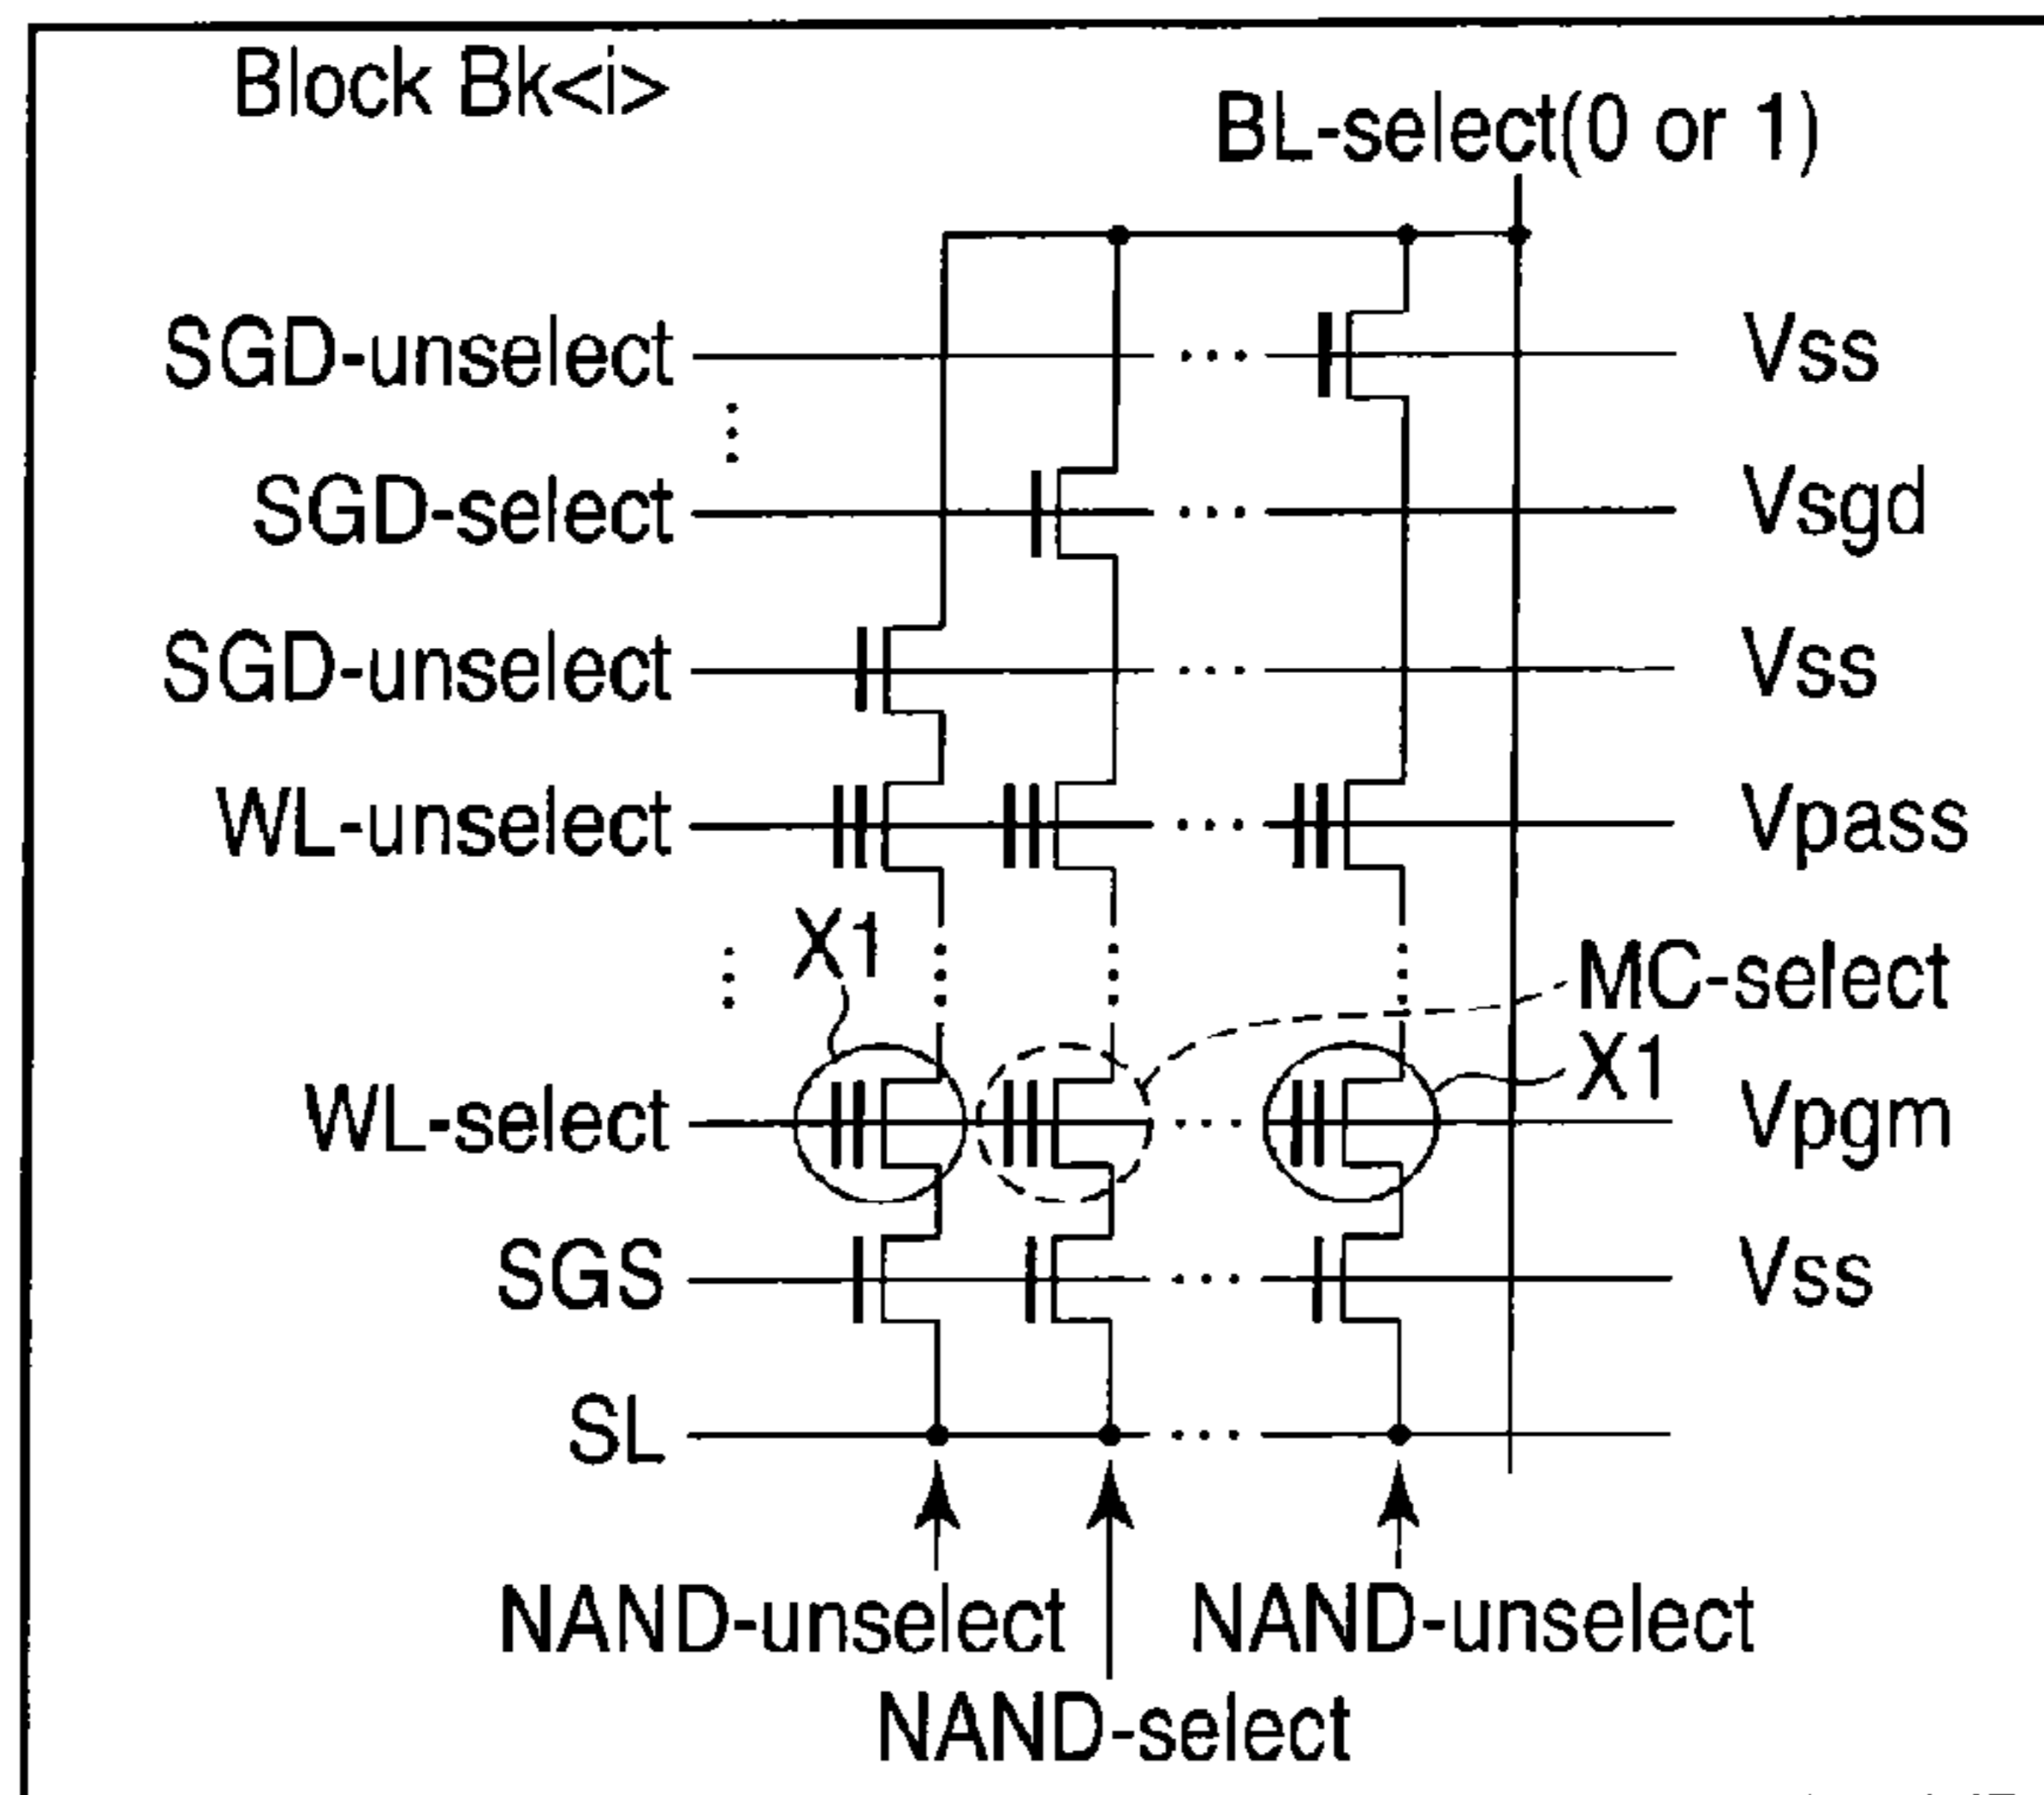 Block Bk<i>
BL-select(0 or 1)
SGD-unselect Vss
SGD-select Vsgd
SGD-unselect Vss
WL-unselect Vpass
X1
MC-select
X1
WL-select Vpgm
SGS Vss
SL
NAND-unselect NAND-unselect
NAND-select